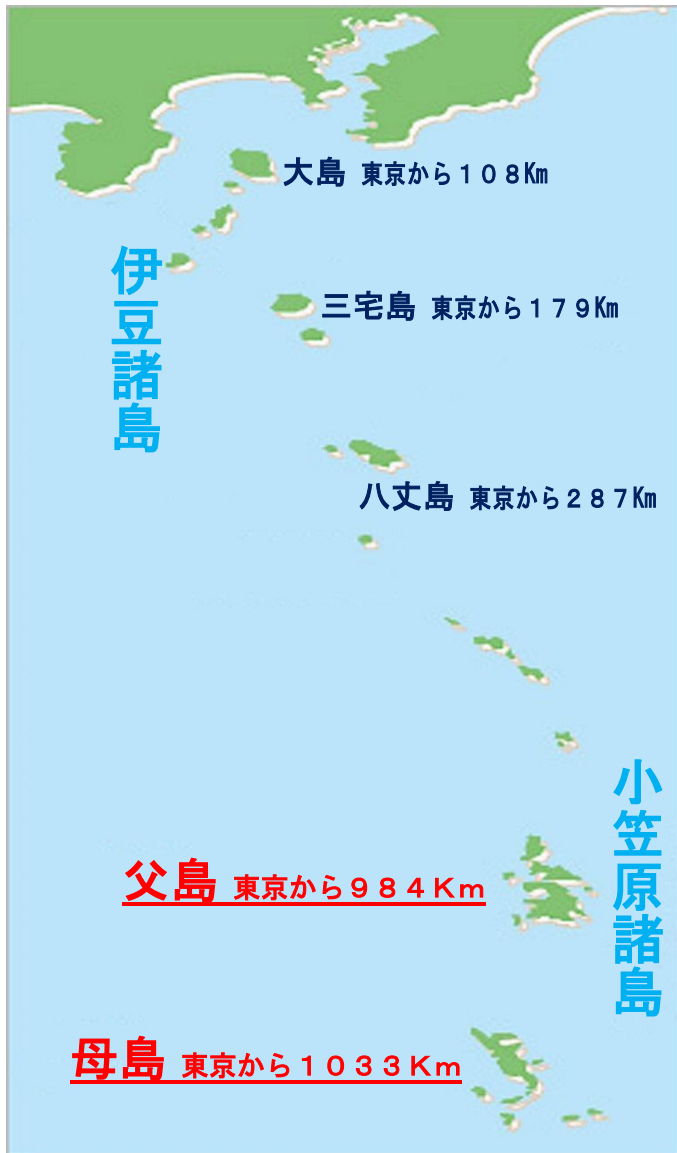 大島 東京から１０８Km
伊豆諸島
三宅島 東京から１７９Km
八丈島 東京から２８７Km
小笠原諸島
父島 東京から９８４Ｋｍ
母島 東京から１０３３Ｋｍ